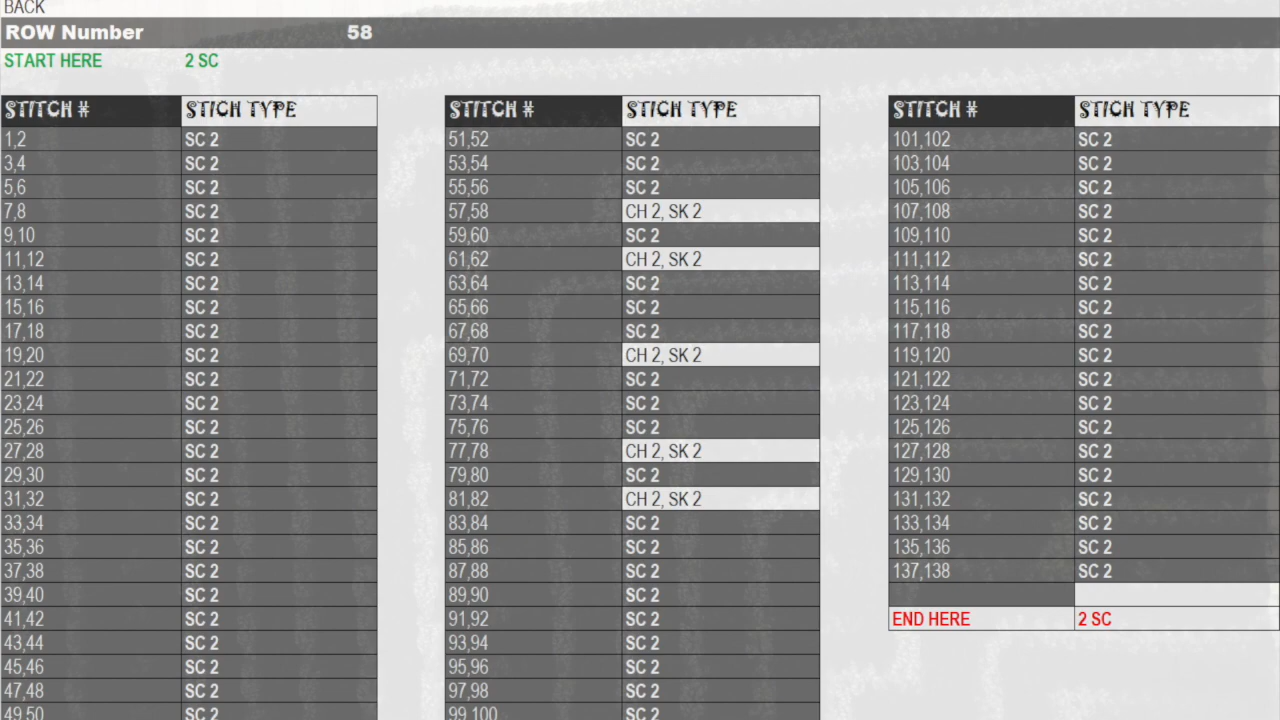 BACK
ROW Number 58
START HERE 2 SC
STITCH # STICH TYPE
1,2 SC 2
3,4 SC 2
5,6 SC 2
7,8 SC 2
9,10 SC 2
11,12 SC 2
13,14 SC 2
15,16 SC 2
17,18 SC 2
19,20 SC 2
21,22 SC 2
23,24 SC 2
25,26 SC 2
27,28 SC 2
29,30 SC 2
31,32 SC 2
33,34 SC 2
35,36 SC 2
37,38 SC 2
39,40 SC 2
41,42 SC 2
43,44 SC 2
45,46 SC 2
47,48 SC 2
49,50 SC 2
STITCH # STICH TYPE
51,52 SC 2
53,54 SC 2
55,56 SC 2
57,58 CH 2, SK 2
59,60 SC 2
61,62 CH 2, SK 2
63,64 SC 2
65,66 SC 2
67,68 SC 2
69,70 CH 2, SK 2
71,72 SC 2
73,74 SC 2
75,76 SC 2
77,78 CH 2, SK 2
79,80 SC 2
81,82 CH 2, SK 2
83,84 SC 2
85,86 SC 2
87,88 SC 2
89,90 SC 2
91,92 SC 2
93,94 SC 2
95,96 SC 2
97,98 SC 2
99,100 SC 2
STITCH # STICH TYPE
101,102 SC 2
103,104 SC 2
105,106 SC 2
107,108 SC 2
109,110 SC 2
111,112 SC 2
113,114 SC 2
115,116 SC 2
117,118 SC 2
119,120 SC 2
121,122 SC 2
123,124 SC 2
125,126 SC 2
127,128 SC 2
129,130 SC 2
131,132 SC 2
133,134 SC 2
135,136 SC 2
137,138 SC 2
END HERE 2 SC